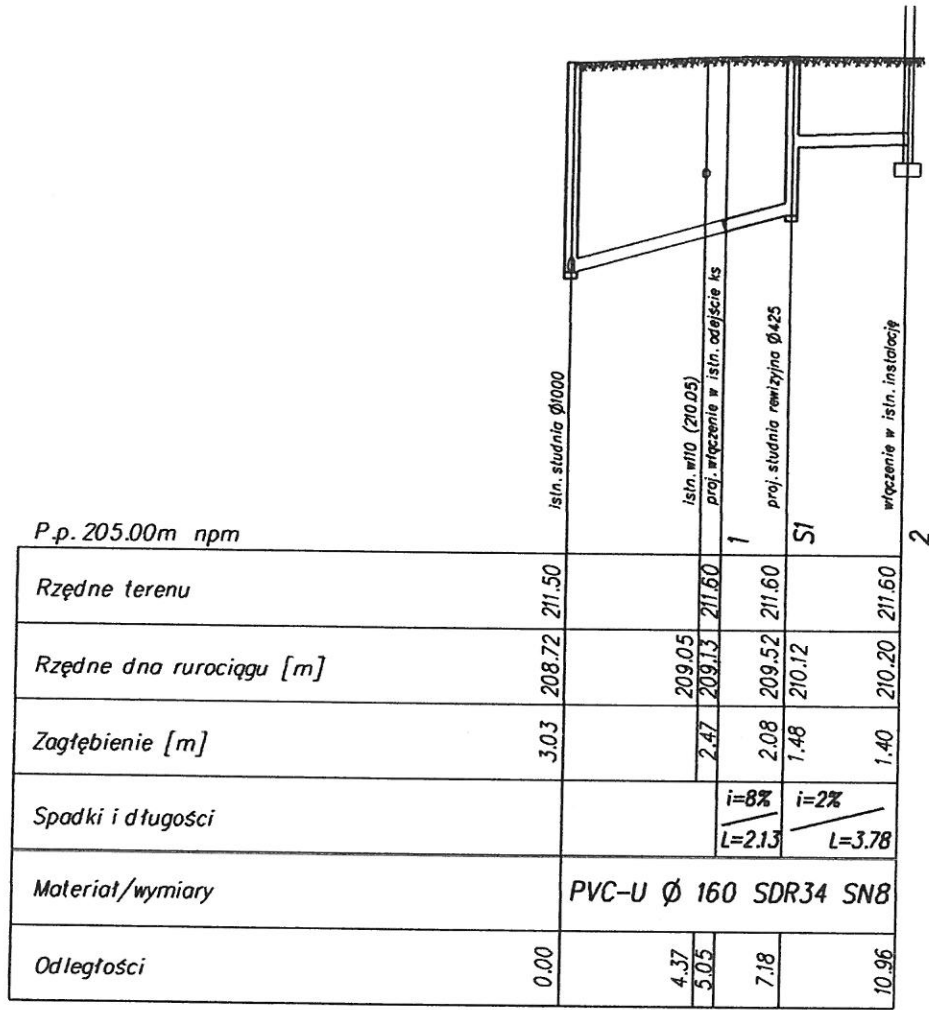 istn. studnia Ø1000
istn. w110 (210.05)
proj. włączenie w istn. odejście ks
1
proj. studnia rewizyjna Ø425
S1
włączenie w istn. instalację
2
P.p. 205.00m npm
Rzędne terenu 211.50 211.60 211.60 211.60
Rzędne dna rurociągu [m] 208.72 209.05 209.13 209.52 210.12 210.20
Zagłębienie [m] 3.03 2.47 2.08 1.48 1.40
Spadki i długości i=8% L=2.13 i=2% L=3.78
Materiał/wymiary PVC-U Ø 160 SDR34 SN8
Odległości 0.00 4.37 5.05 7.18 10.96